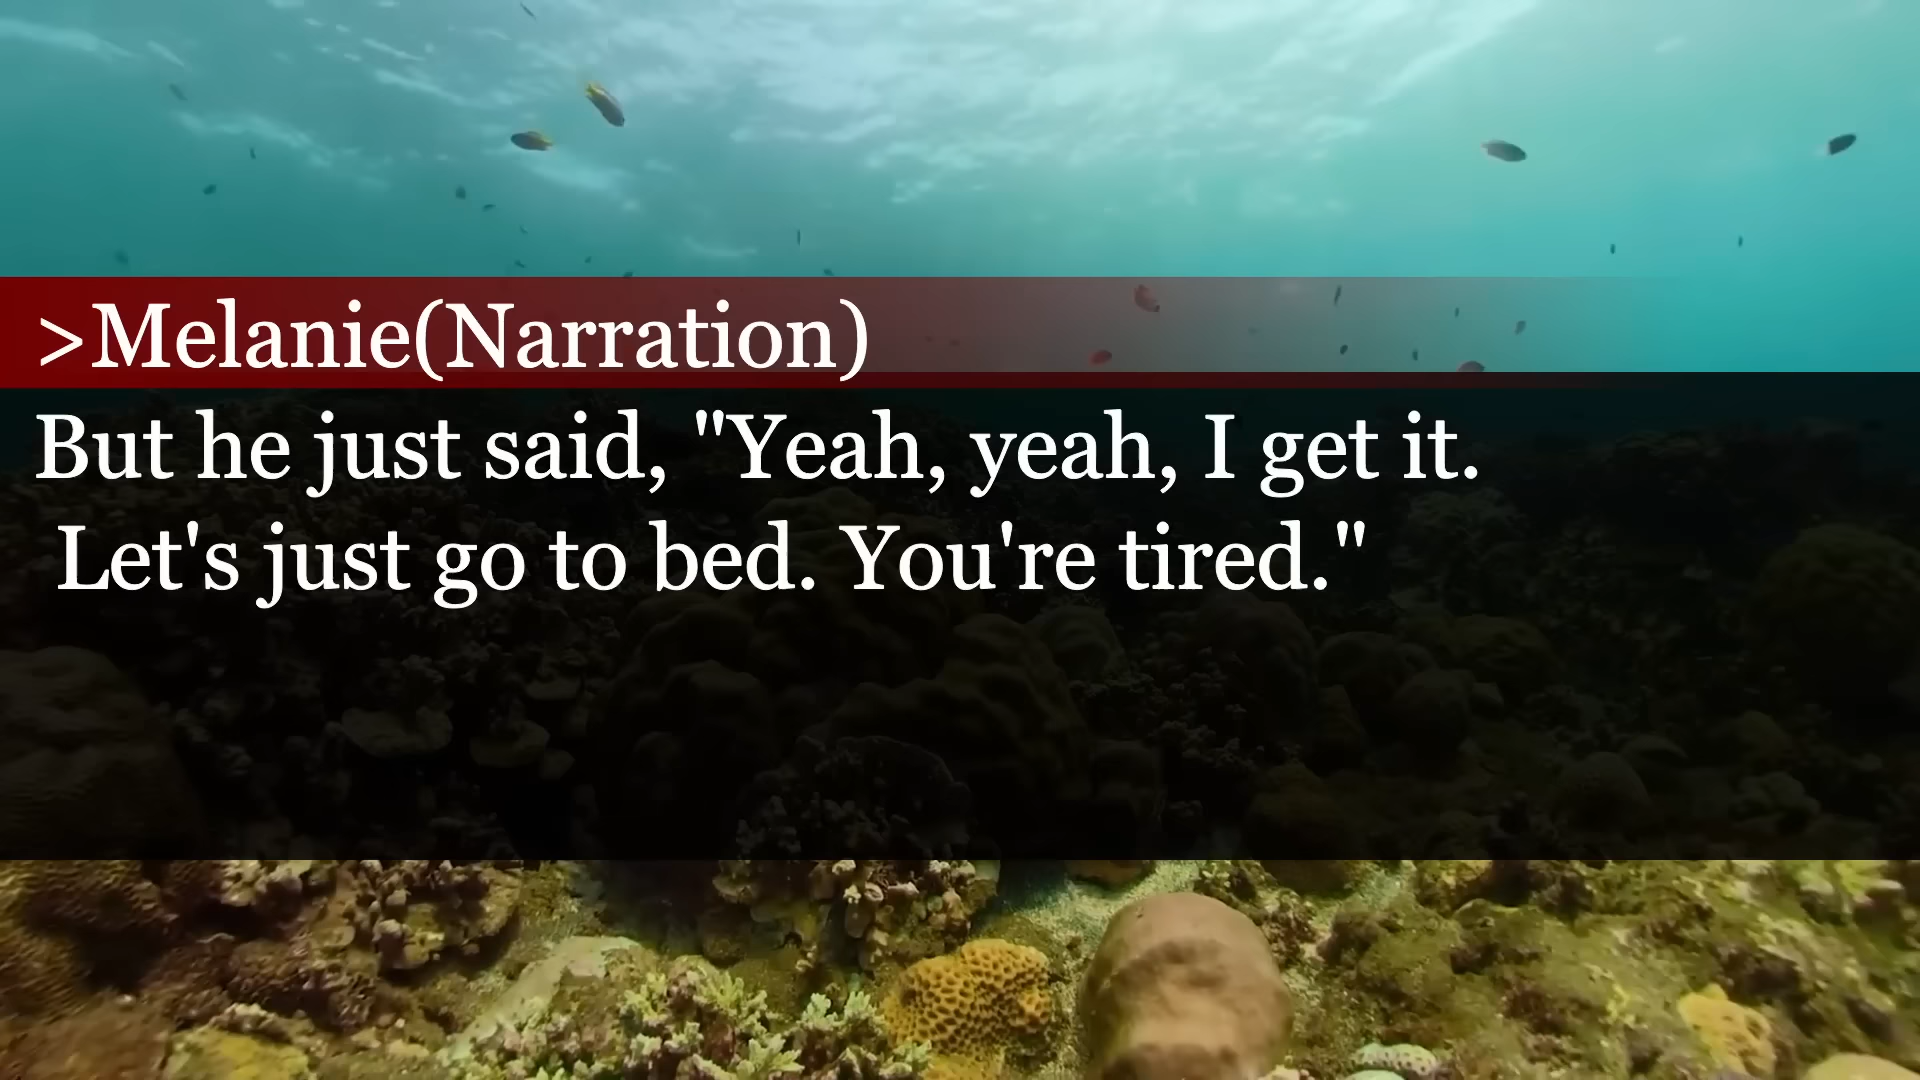 >Melanie(Narration)
But he just said, "Yeah, yeah, I get it.
Let's just go to bed. You're tired."